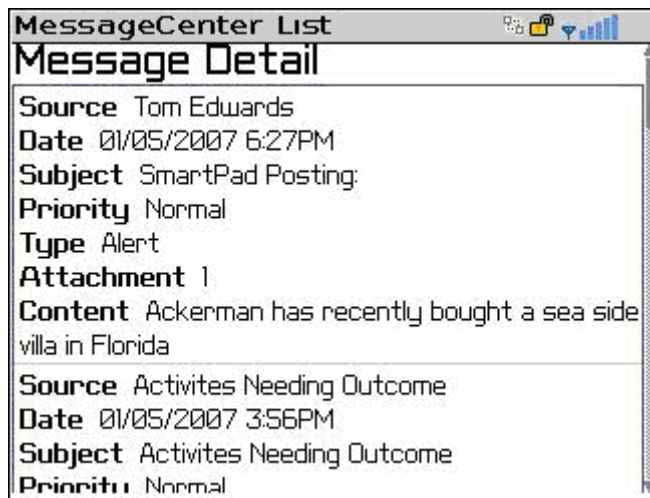 MessageCenter List
Message Detail
Source Tom Edwards
Date 01/05/2007 6:27PM
Subject SmartPad Posting:
Priority Normal
Type Alert
Attachment 1
Content Ackerman has recently bought a sea side
villa in Florida
Source Activites Needing Outcome
Date 01/05/2007 3:56PM
Subject Activites Needing Outcome
Priority Normal